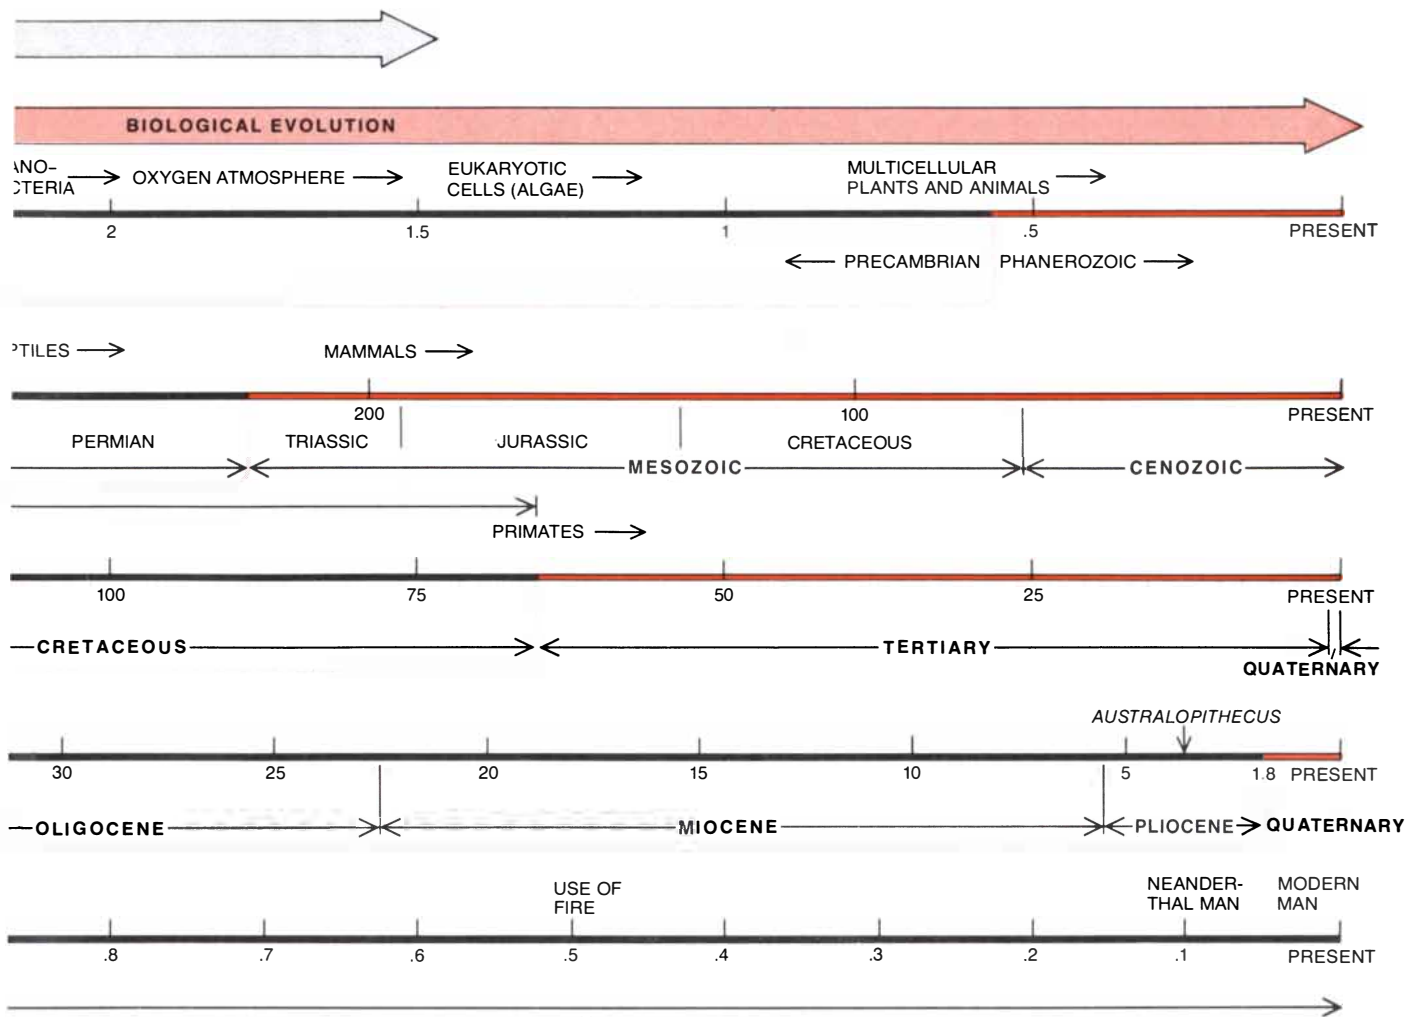 BIOLOGICAL EVOLUTION
ANO-
CTERIA
OXYGEN ATMOSPHERE
EUKARYOTIC
CELLS (ALGAE)
MULTICELLULAR
PLANTS AND ANIMALS
2 1.5 1 .5 PRESENT
PRECAMBRIAN PHANEROZOIC
PTILES MAMMALS
200 100 PRESENT
PERMIAN TRIASSIC JURASSIC CRETACEOUS
MESOZOIC CENOZOIC
PRIMATES
100 75 50 25 PRESENT
CRETACEOUS TERTIARY
QUATERNARY
AUSTRALOPITHECUS
30 25 20 15 10 5 1.8 PRESENT
OLIGOCENE MIOCENE PLIOCENE QUATERNARY
USE OF
FIRE
NEANDER-
THAL MAN
MODERN
MAN
.8 .7 .6 .5 .4 .3 .2 .1 PRESENT